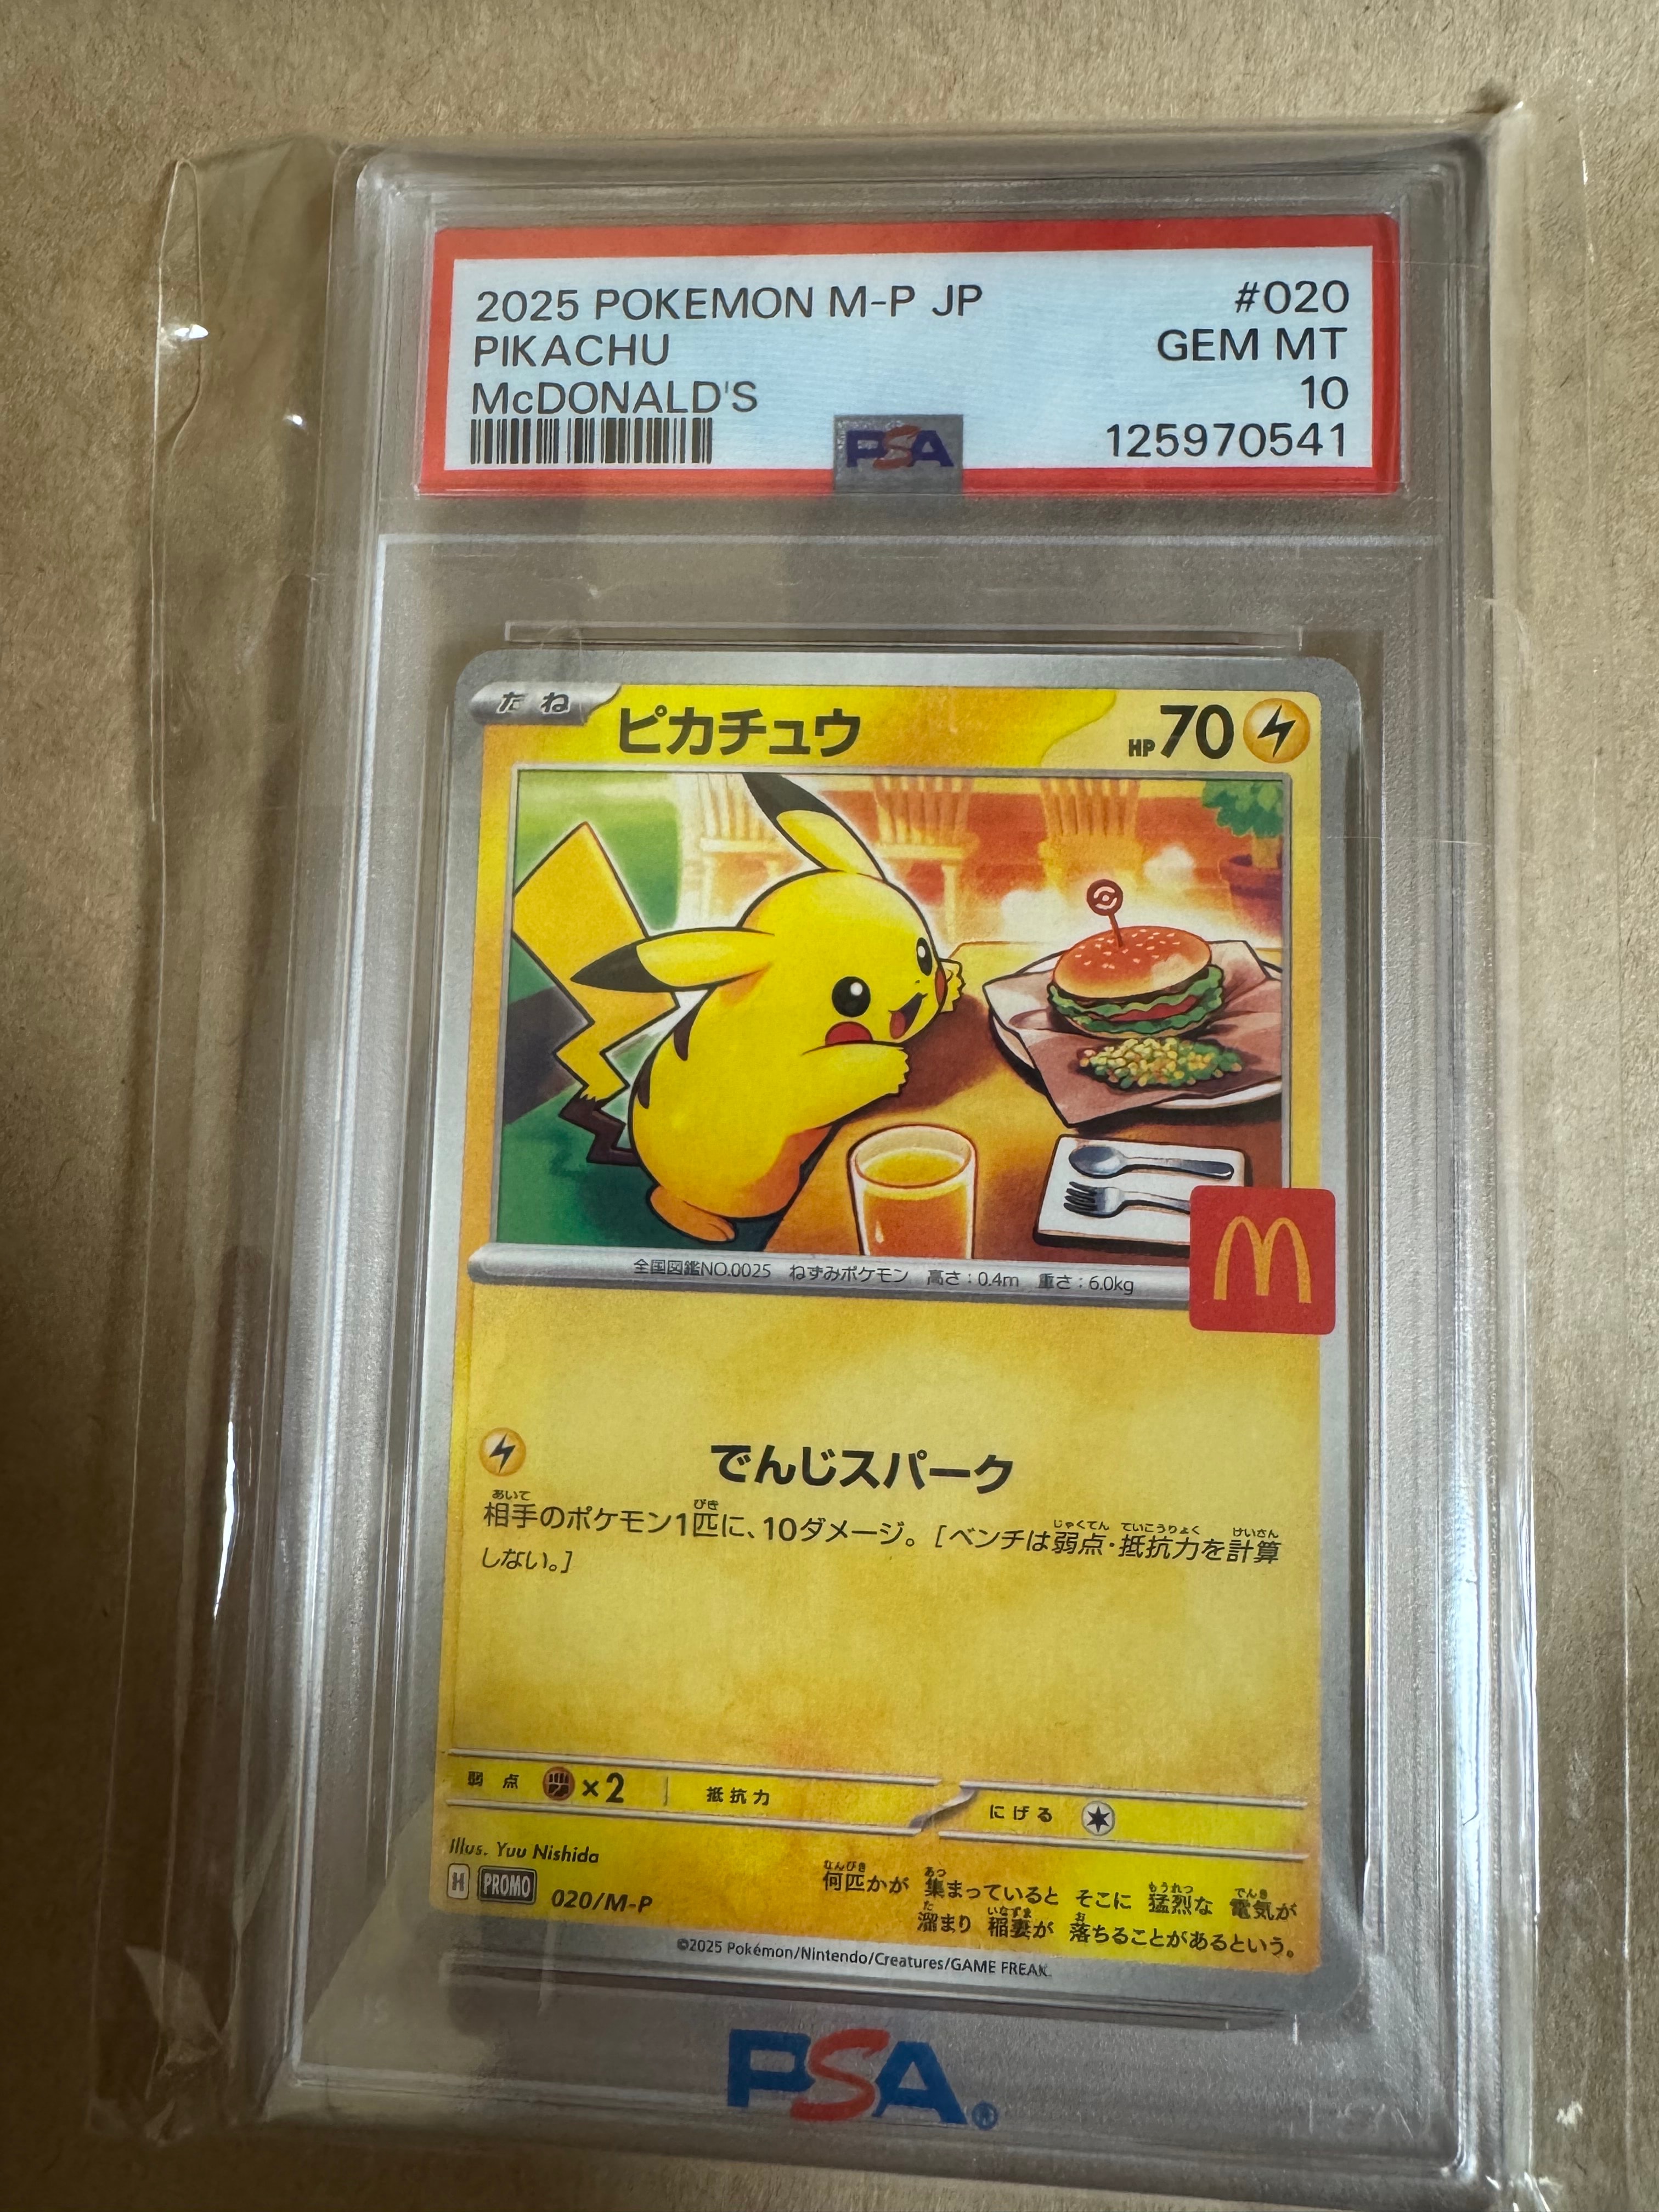 2025 POKEMON M-P JP #020
PIKACHU GEM MT
McDONALD'S 10
PSA 125970541
たね ピカチュウ HP70
全国図鑑NO.0025 ねずみポケモン 高さ:0.4m 重さ:6.0kg
でんじスパーク
相手のポケモン1匹に、10ダメージ。[ベンチは弱点・抵抗力を計算
しない。]
弱点 ×2 抵抗力 にげる
Illus. Yuu Nishida
H PROMO 020/M-P
何匹かが 集まっていると そこに 猛烈な 電気が
溜まり 稲妻が 落ちることがあるという。
©2025 Pokémon/Nintendo/Creatures/GAME FREAK.
PSA®